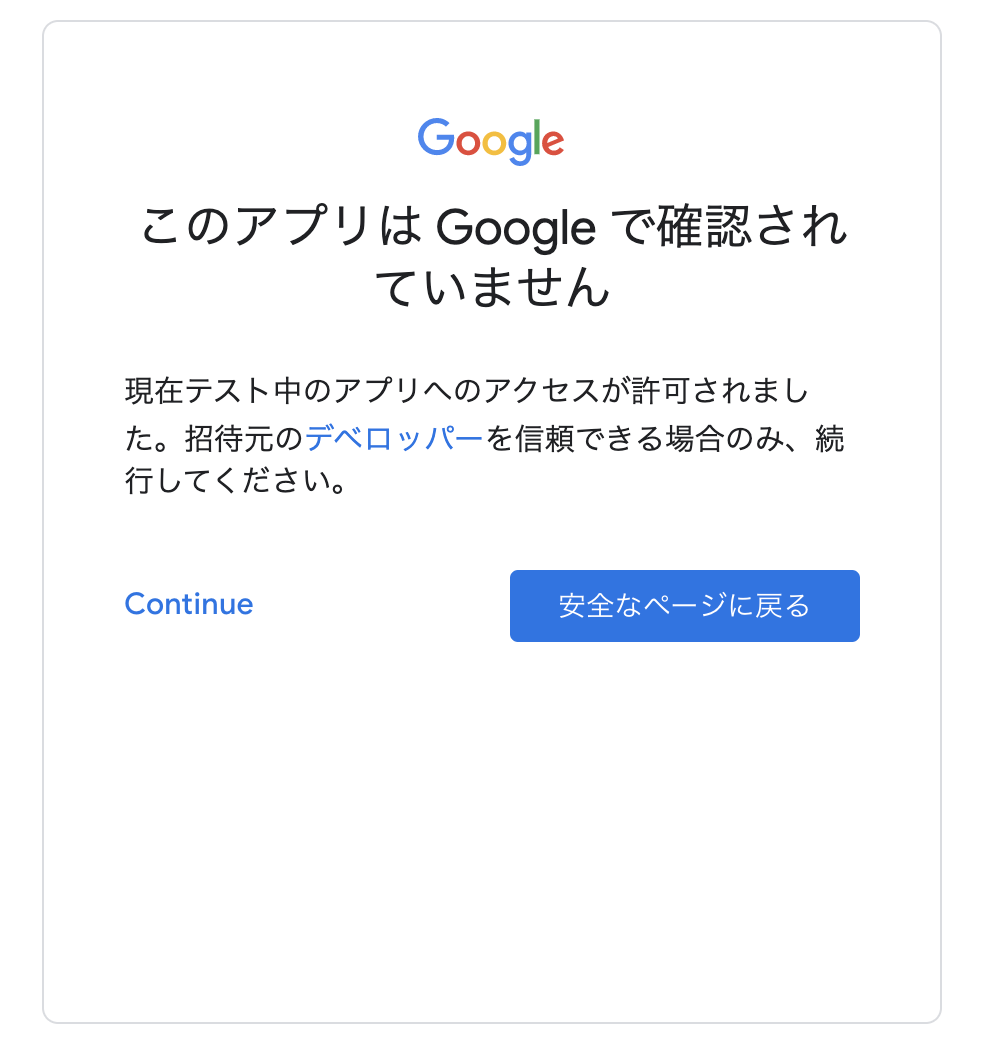 Google
このアプリは Google で確認され
ていません
現在テスト中のアプリへのアクセスが許可されまし
た。招待元のデベロッパーを信頼できる場合のみ、続
行してください。
Continue
安全なページに戻る